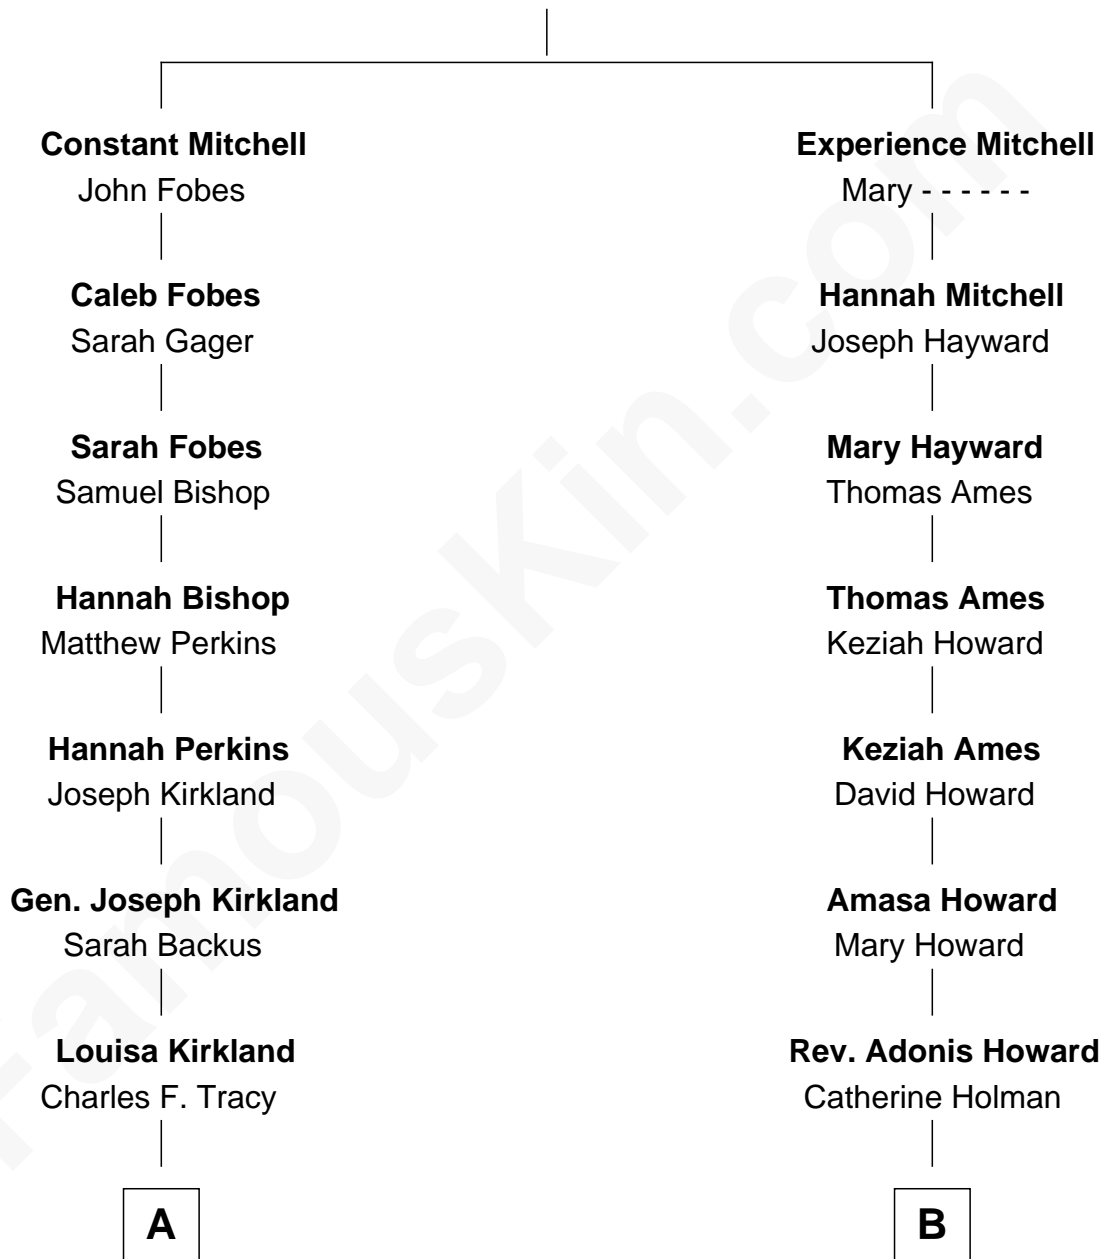 Constant Mitchell
John Fobes
Caleb Fobes
Sarah Gager
Sarah Fobes
Samuel Bishop
Hannah Bishop
Matthew Perkins
Hannah Perkins
Joseph Kirkland
Gen. Joseph Kirkland
Sarah Backus
Louisa Kirkland
Charles F. Tracy
A
Experience Mitchell
Mary - - - - - -
Hannah Mitchell
Joseph Hayward
Mary Hayward
Thomas Ames
Thomas Ames
Keziah Howard
Keziah Ames
David Howard
Amasa Howard
Mary Howard
Rev. Adonis Howard
Catherine Holman
B
FamousKin.com